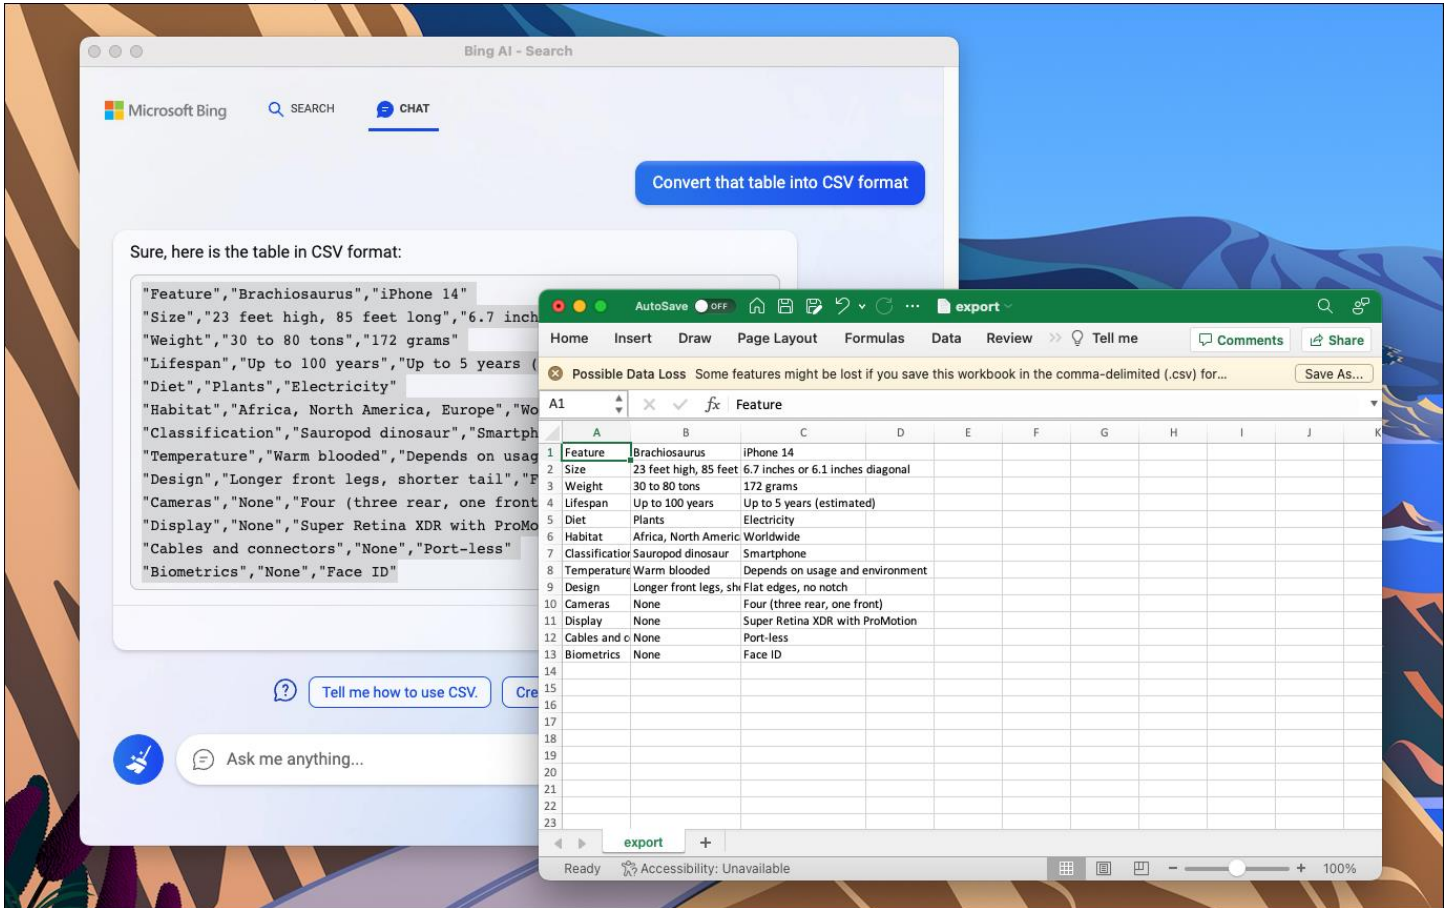 Bing AI - Search
Microsoft Bing
SEARCH
CHAT
Convert that table into CSV format
Sure, here is the table in CSV format:
"Feature","Brachiosaurus","iPhone 14"
"Size","23 feet high, 85 feet long","6.7 inch
"Weight","30 to 80 tons","172 grams"
"Lifespan","Up to 100 years","Up to 5 years (
"Diet","Plants","Electricity"
"Habitat","Africa, North America, Europe","Wo
"Classification","Sauropod dinosaur","Smartph
"Temperature","Warm blooded","Depends on usag
"Design","Longer front legs, shorter tail","F
"Cameras","None","Four (three rear, one front
"Display","None","Super Retina XDR with ProMo
"Cables and connectors","None","Port-less"
"Biometrics","None","Face ID"
Tell me how to use CSV.
Cre
Ask me anything...
AutoSave OFF
export
Home Insert Draw Page Layout Formulas Data Review Tell me Comments Share
Possible Data Loss Some features might be lost if you save this workbook in the comma-delimited (.csv) for... Save As...
A1 fx Feature
A B C D E F G H I J K
1 Feature Brachiosaurus iPhone 14
2 Size 23 feet high, 85 feet 6.7 inches or 6.1 inches diagonal
3 Weight 30 to 80 tons 172 grams
4 Lifespan Up to 100 years Up to 5 years (estimated)
5 Diet Plants Electricity
6 Habitat Africa, North Americ Worldwide
7 Classification Sauropod dinosaur Smartphone
8 Temperature Warm blooded Depends on usage and environment
9 Design Longer front legs, sho Flat edges, no notch
10 Cameras None Four (three rear, one front)
11 Display None Super Retina XDR with ProMotion
12 Cables and c None Port-less
13 Biometrics None Face ID
14
15
16
17
18
19
20
21
22
23
export +
Ready Accessibility: Unavailable 100%